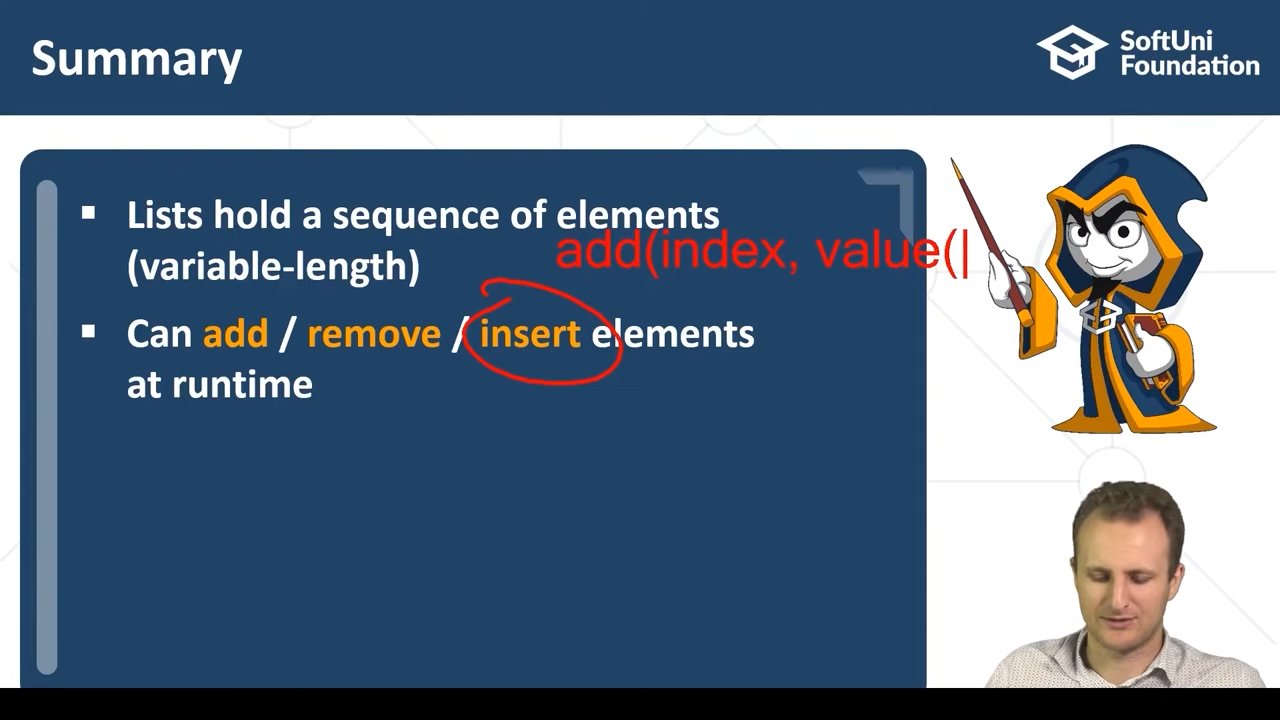 Summary
SoftUni
Foundation
▪ Lists hold a sequence of elements
(variable-length)
add(index, value(
▪ Can add / remove / insert elements
at runtime